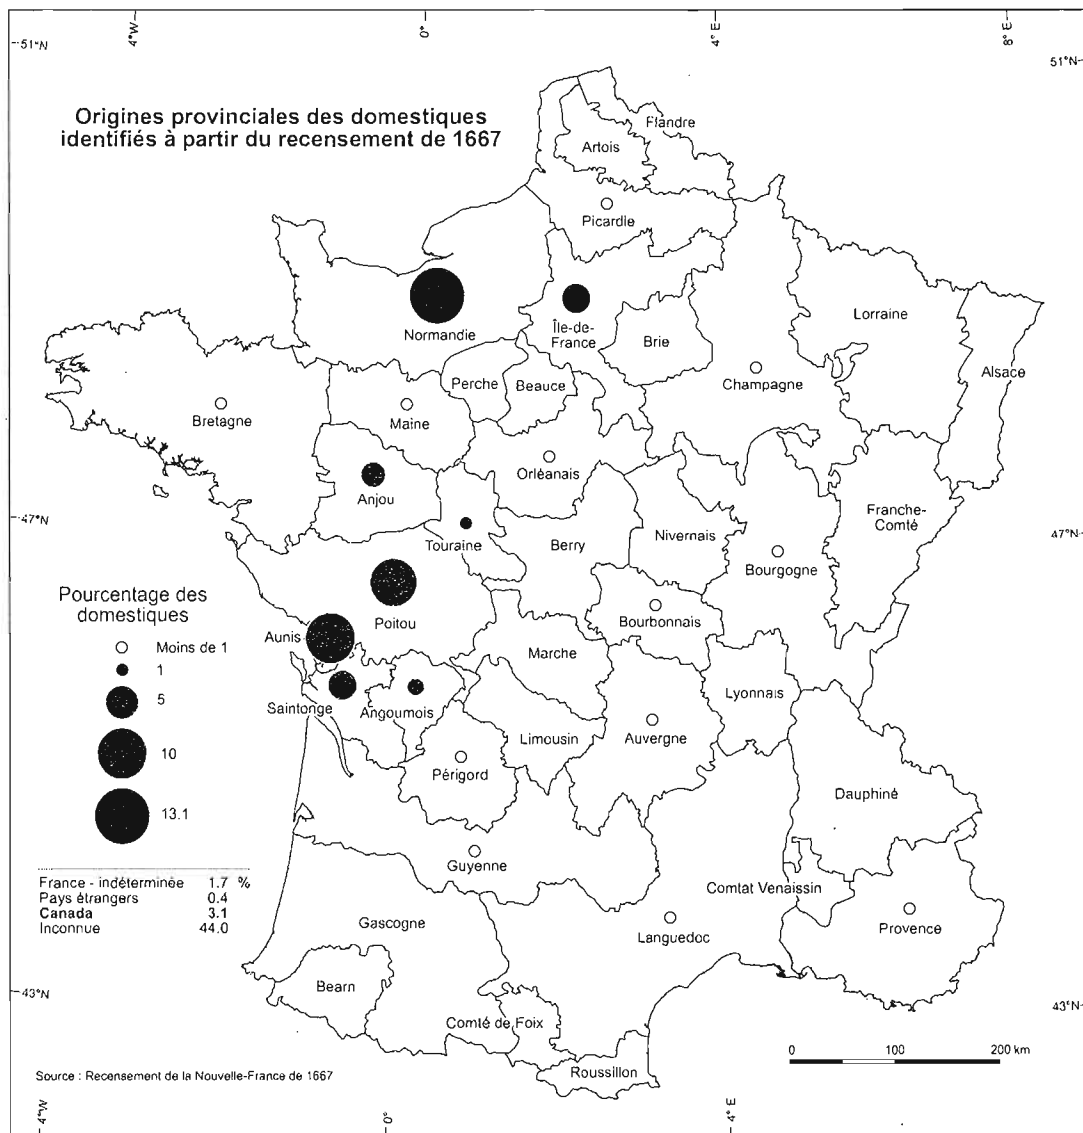 4°W
0°
4°E
8°E
51°N
51°N
Origines provinciales des domestiques
identifiés à partir du recensement de 1667
Flandre
Artois
Picardie
Normandie
Île-de-
France
Brie
Lorraine
Alsace
Champagne
Perche
Beauce
Bretagne
Maine
Orléanais
Anjou
47°N
47°N
Franche-
Comté
Touraine
Berry
Nivernais
Bourgogne
Poitou
Aunis
Bourbonnais
Marche
Saintonge
Angoumois
Lyonnais
Limousin
Auvergne
Périgord
Dauphiné
Guyenne
Comtat Venaissin
Gascogne
Languedoc
Provence
Bearn
Comté de Foix
Roussillon
43°N
43°N
Pourcentage des
domestiques
Moins de 1
1
5
10
13.1
France - indéterminée 1.7 %
Pays étrangers 0.4
Canada 3.1
Inconnue 44.0
0 100 200 km
Source : Recensement de la Nouvelle-France de 1667
4°W
0°
4°E